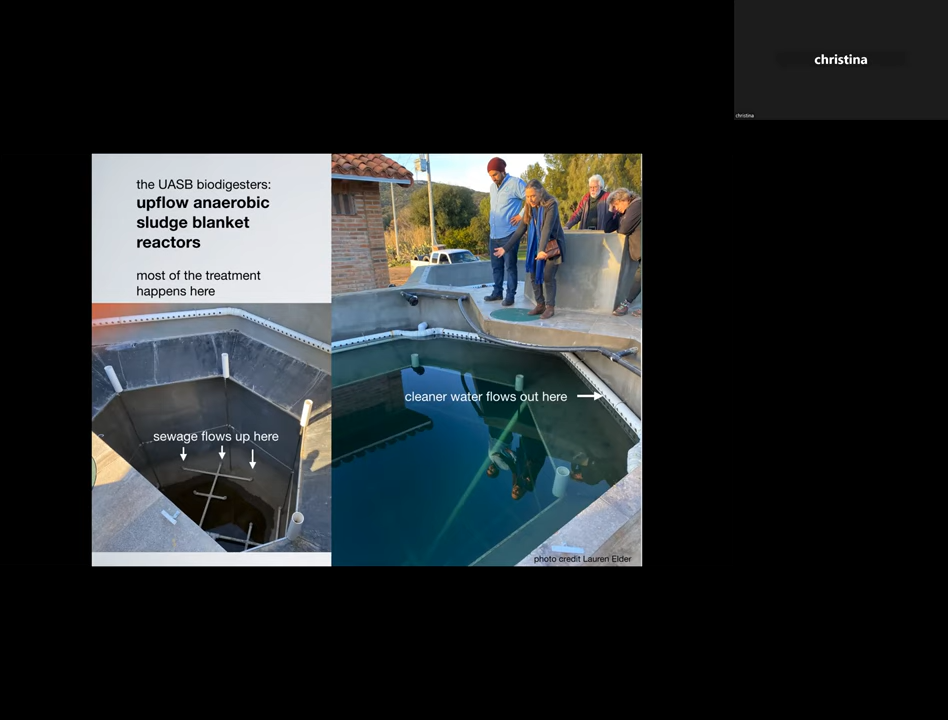 christina
christina
the UASB biodigesters:
upflow anaerobic
sludge blanket
reactors
most of the treatment
happens here
sewage flows up here
cleaner water flows out here
photo credit Lauren Elder